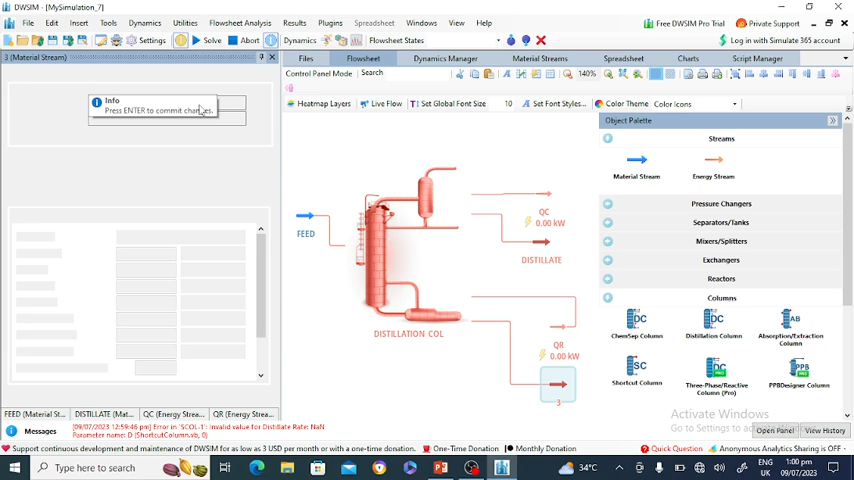 DWSIM - [MySimulation_7]
File Edit Insert Tools Dynamics Utilities Flowsheet Analysis Results Plugins Spreadsheet Windows View Help
Free DWSIM Pro Trial Private Support
Settings Solve Abort Dynamics Flowsheet States
Log in with Simulate 365 account
3 (Material Stream)
Files Flowsheet Dynamics Manager Material Streams Spreadsheet Charts Script Manager
Control Panel Mode Search 140%
Info
Press ENTER to commit changes.
Heatmap Layers Live Flow Set Global Font Size 10 Set Font Styles... Color Theme Color Icons
Object Palette
Streams
Material Stream Energy Stream
Pressure Changers
Separators/Tanks
Mixers/Splitters
Exchangers
Reactors
Columns
ChemSep Column Distillation Column Absorption/Extraction Column
Shortcut Column Three-Phase/Reactive Column (Pro) PPBDesigner Column
FEED
QC
0.00 kW
DISTILLATE
DISTILLATION COL
QR
0.00 kW
3
Activate Windows
Go to Settings to
Open Panel View History
FEED (Material St... DISTILLATE (Mat... QC (Energy Strea... QR (Energy Strea...
Messages
[09/07/2023 12:59:46 pm] Error in 'SCOL-1': Invalid value for Distillate Rate: NaN
Parameter name: D (ShortcutColumn.vb, 0)
Support continuous development and maintenance of DWSIM for as low as 3 USD per month or with a one-time donation. One-Time Donation Monthly Donation Quick Question Anonymous Analytics Sharing is OFF
Type here to search
34°C
ENG
UK
1:00 pm
09/07/2023